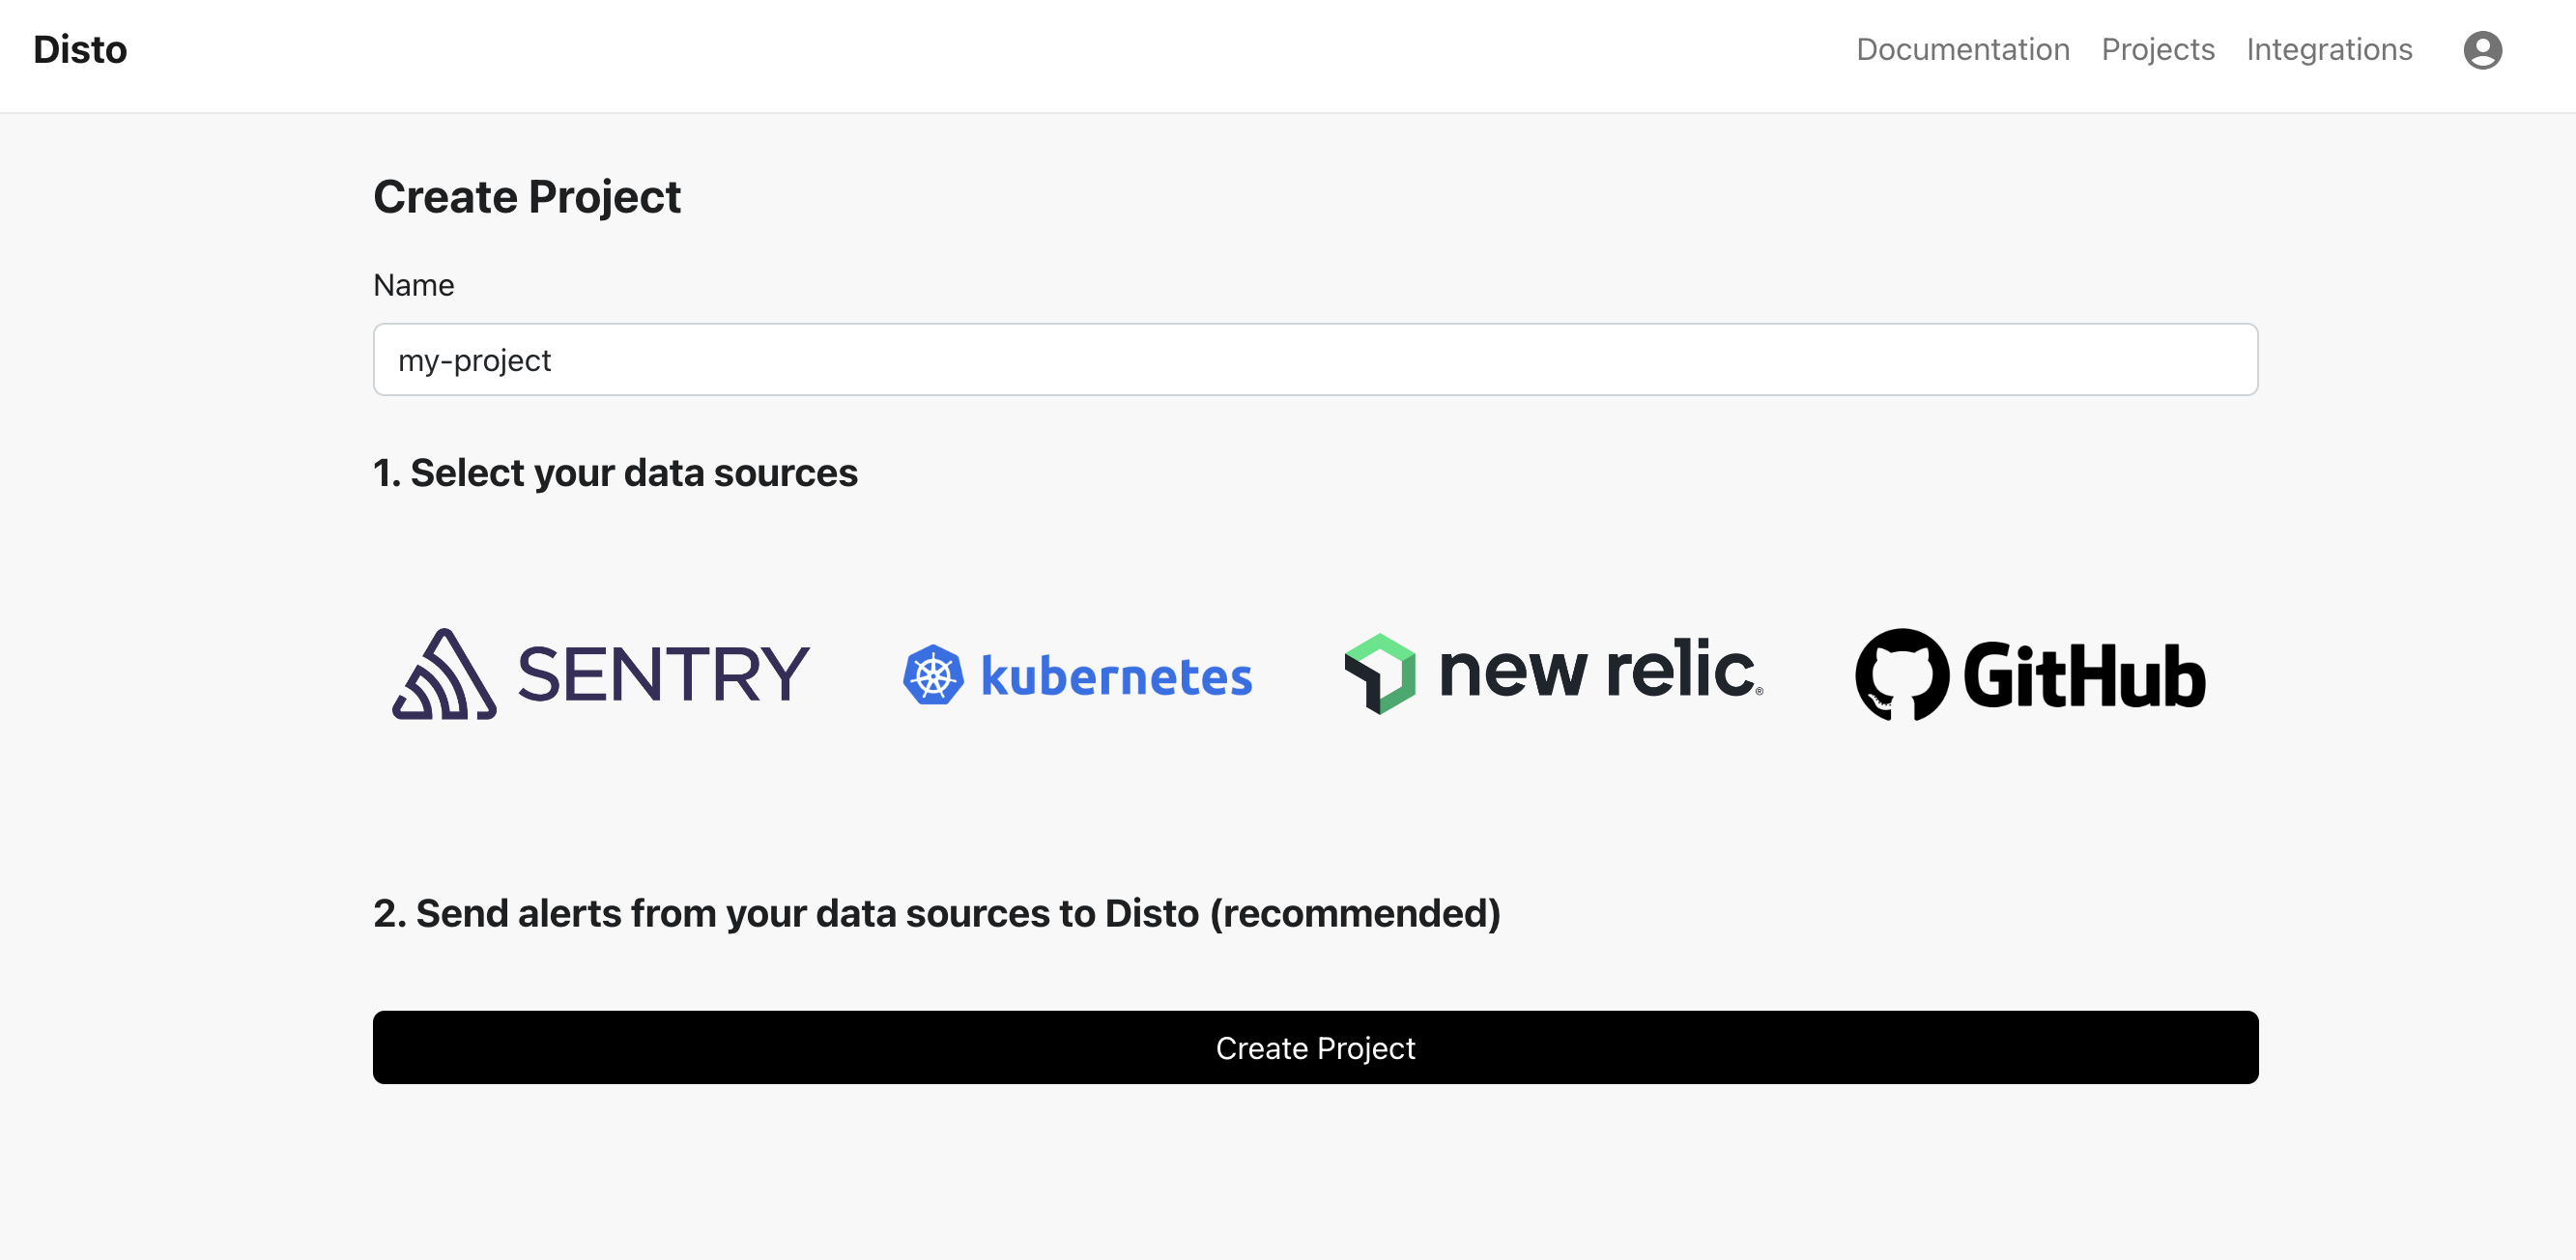 Disto
Documentation Projects Integrations
Create Project
Name
my-project
1. Select your data sources
SENTRY
kubernetes
new relic®
GitHub
2. Send alerts from your data sources to Disto (recommended)
Create Project